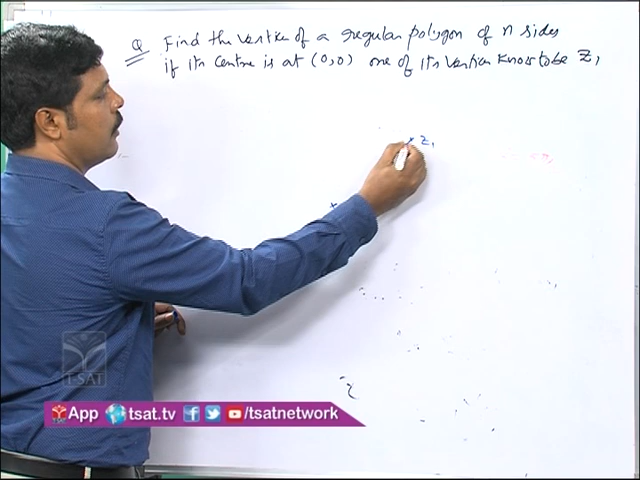 Q Find the vertice of a regular polygon of n sides
if its centre is at (0,0) one of its vertices known to be Z₁
z₁
TSAT
App tsat.tv /tsatnetwork